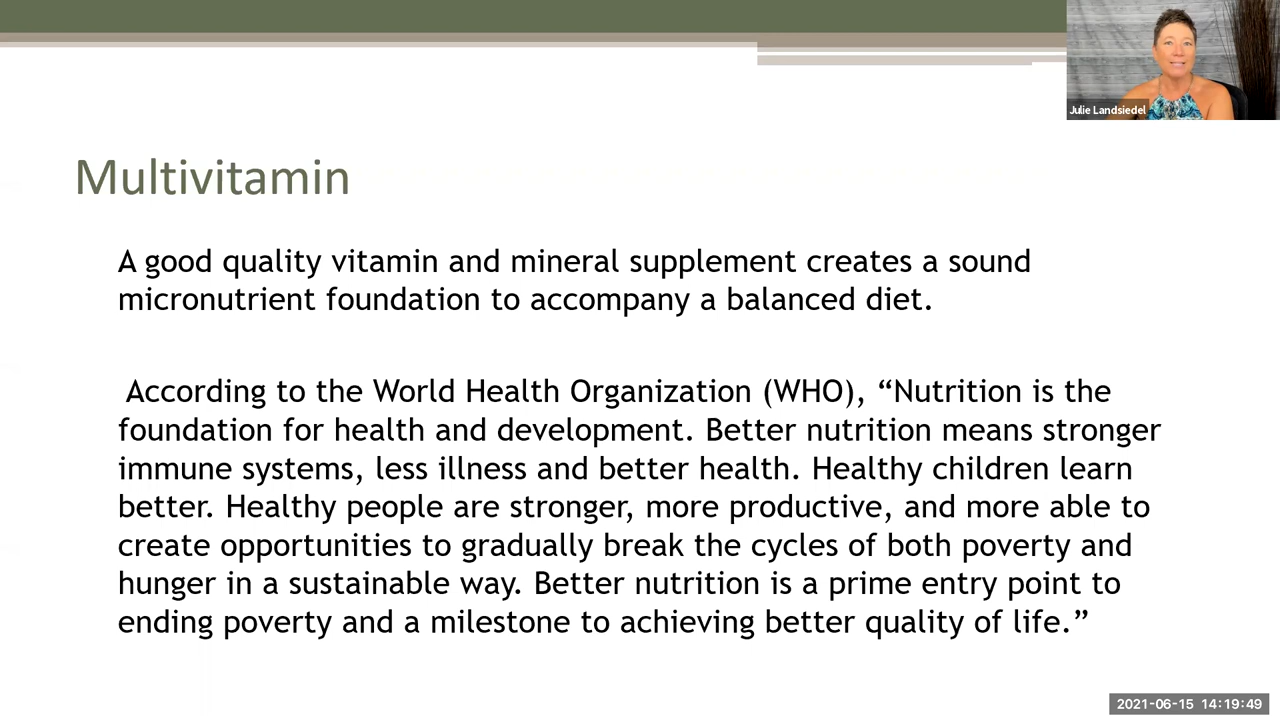 Julie Landsiedel
Multivitamin
A good quality vitamin and mineral supplement creates a sound
micronutrient foundation to accompany a balanced diet.
According to the World Health Organization (WHO), “Nutrition is the
foundation for health and development. Better nutrition means stronger
immune systems, less illness and better health. Healthy children learn
better. Healthy people are stronger, more productive, and more able to
create opportunities to gradually break the cycles of both poverty and
hunger in a sustainable way. Better nutrition is a prime entry point to
ending poverty and a milestone to achieving better quality of life.”
2021-06-15 14:19:49